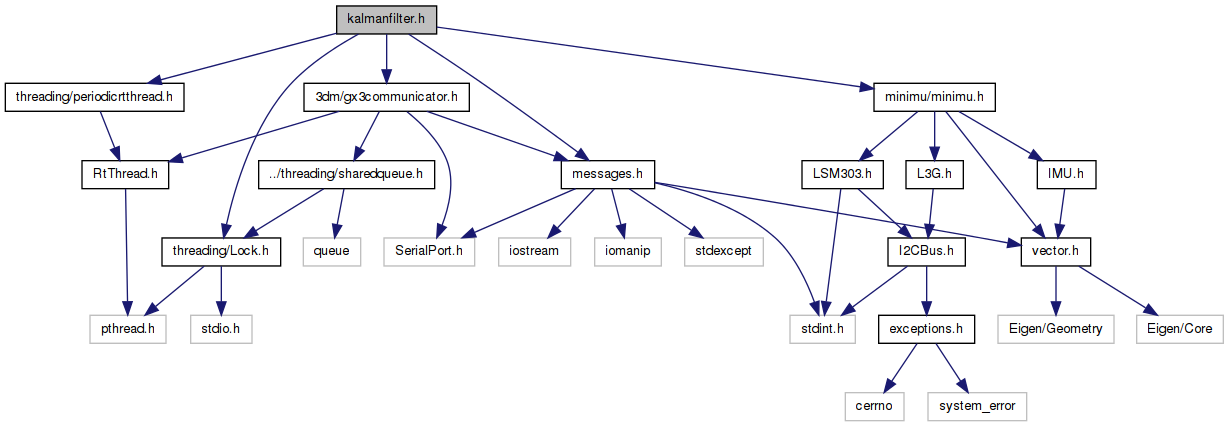 kalmanfilter.h
threading/periodicrtthread.h
3dm/gx3communicator.h
minimu/minimu.h
RtThread.h
../threading/sharedqueue.h
messages.h
LSM303.h
L3G.h
IMU.h
threading/Lock.h
queue
SerialPort.h
iostream
iomanip
stdexcept
I2CBus.h
vector.h
pthread.h
stdio.h
stdint.h
exceptions.h
Eigen/Geometry
Eigen/Core
cerrno
system_error